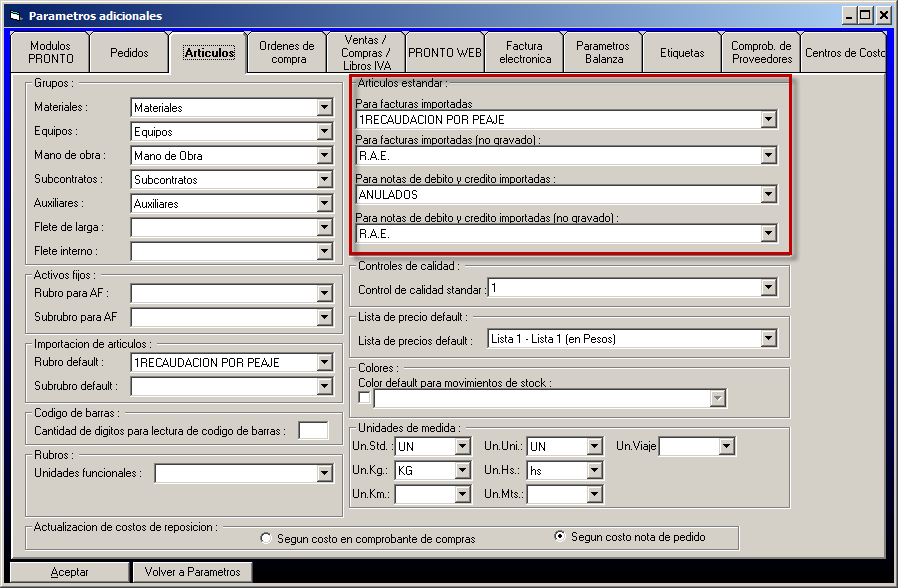 Parametros adicionales
Modulos PRONTO
Pedidos
Articulos
Ordenes de compra
Ventas / Compras / Libros IVA
PRONTO WEB
Factura electronica
Parametros Balanza
Etiquetas
Comprob. de Proveedores
Centros de Costo
Grupos :
Materiales :
Materiales
Equipos :
Equipos
Mano de obra :
Mano de Obra
Subcontratos :
Subcontratos
Auxiliares :
Auxiliares
Flete de larga :
Flete interno :
Activos fijos :
Rubro para AF :
Subrubro para AF
Importacion de articulos :
Rubro default :
1RECAUDACION POR PEAJE
Subrubro default :
Codigo de barras :
Cantidad de digitos para lectura de codigo de barras :
Rubros :
Unidades funcionales :
Articulos estandar :
Para facturas importadas
1RECAUDACION POR PEAJE
Para facturas importadas (no gravado) :
R.A.E.
Para notas de debito y credito importadas :
ANULADOS
Para notas de debito y credito importadas (no gravado) :
R.A.E.
Controles de calidad :
Control de calidad standar :
1
Lista de precio default :
Lista de precios default :
Lista 1 - Lista 1 (en Pesos)
Colores :
Color default para movimientos de stock :
Unidades de medida :
Un.Std. :
UN
Un.Uni.:
UN
Un.Viaje
Un.Kg.:
KG
Un.Hs.:
hs
Un.Km.:
Un.Mts.:
Actualizacion de costos de reposicion :
Segun costo en comprobante de compras
Segun costo nota de pedido
Aceptar
Volver a Parametros